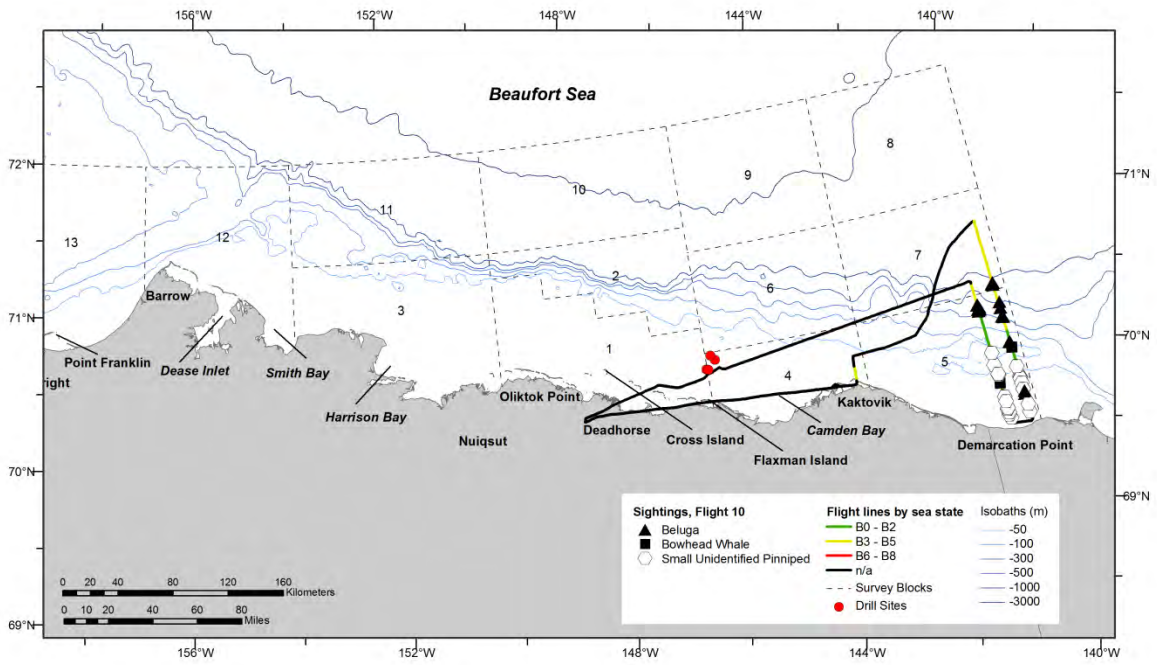 156°W 152°W 148°W 144°W 140°W
Beaufort Sea
72°N
71°N
8
9
10
11
13
12
7
2
6
71°N
70°N
3
Barrow
1
5
4
Point Franklin
right
Dease Inlet
Smith Bay
Harrison Bay
Oliktok Point
Nuiqsut
Deadhorse
Cross Island
Flaxman Island
Camden Bay
Kaktovik
Demarcation Point
70°N
69°N
69°N
Sightings, Flight 10
Beluga
Bowhead Whale
Small Unidentified Pinniped
Flight lines by sea state
B0 - B2
B3 - B5
B6 - B8
n/a
Survey Blocks
Drill Sites
Isobaths (m)
-50
-100
-300
-500
-1000
-3000
0 20 40 80 120 160
Kilometers
0 10 20 40 60 80
Miles
156°W 152°W 148°W 144°W 140°W